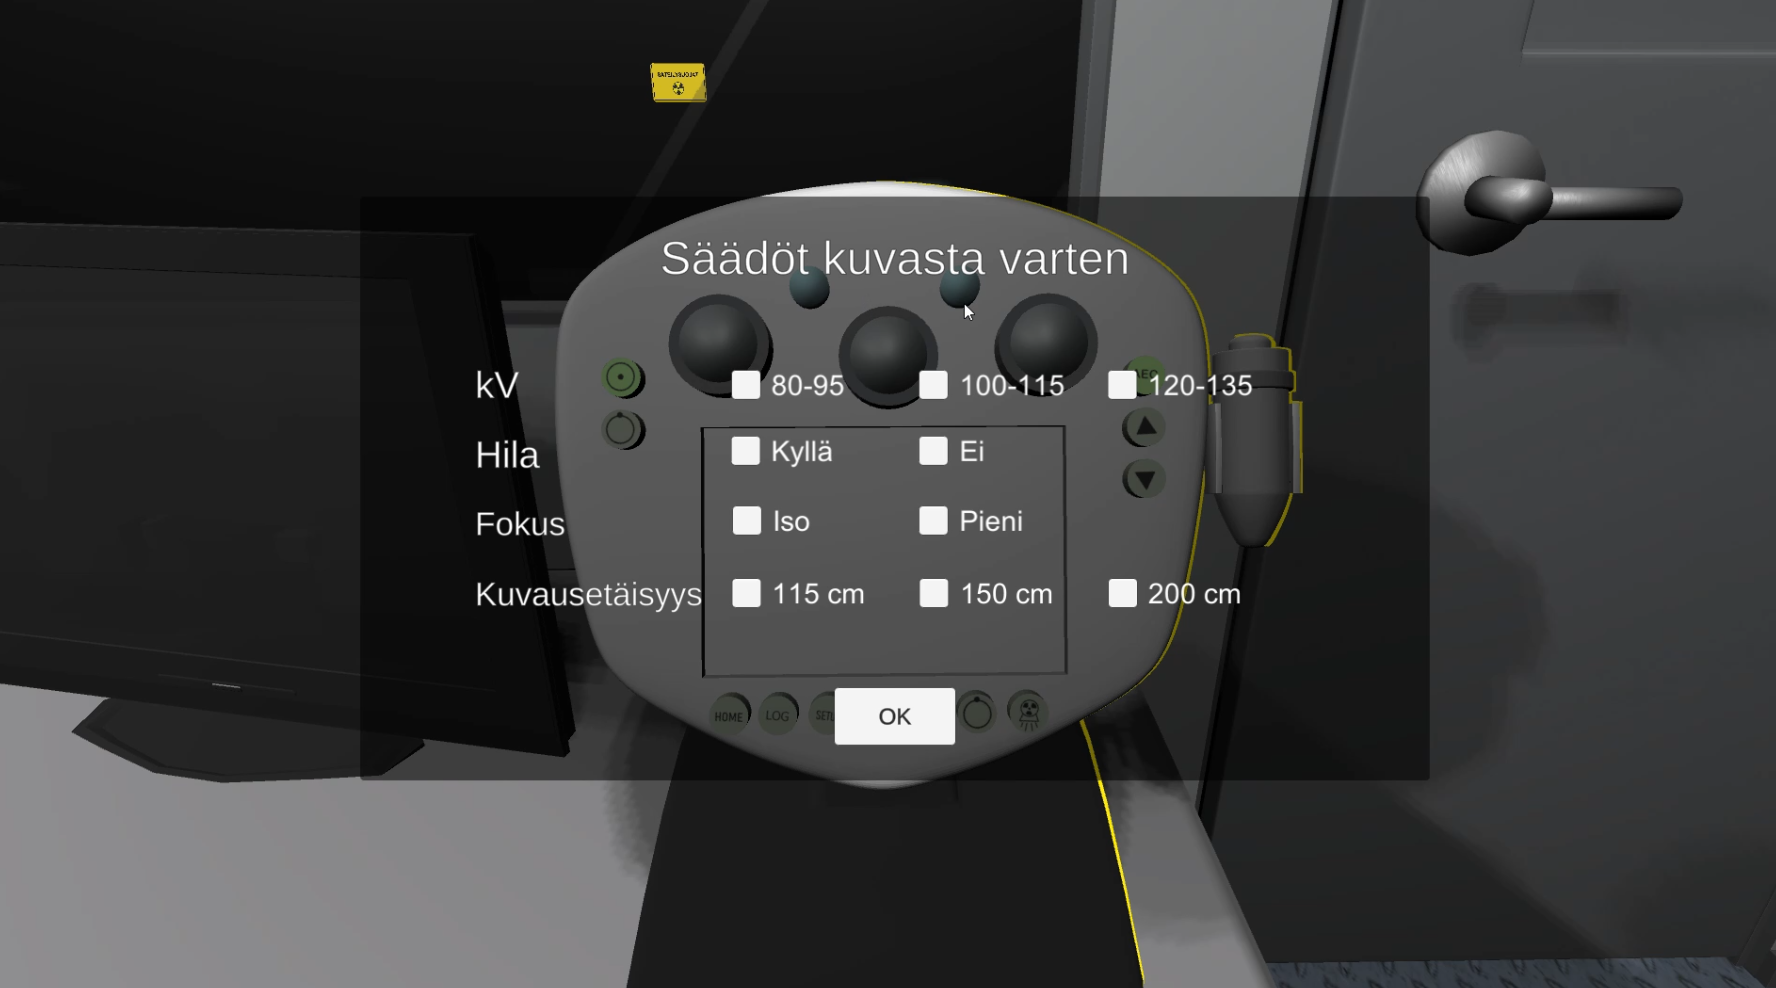 Säädöt kuvasta varten
kV 80-95 100-115 120-135
AEC
Hila Kyllä Ei
Fokus Iso Pieni
Kuvausetäisyys 115 cm 150 cm 200 cm
HOME LOG OK